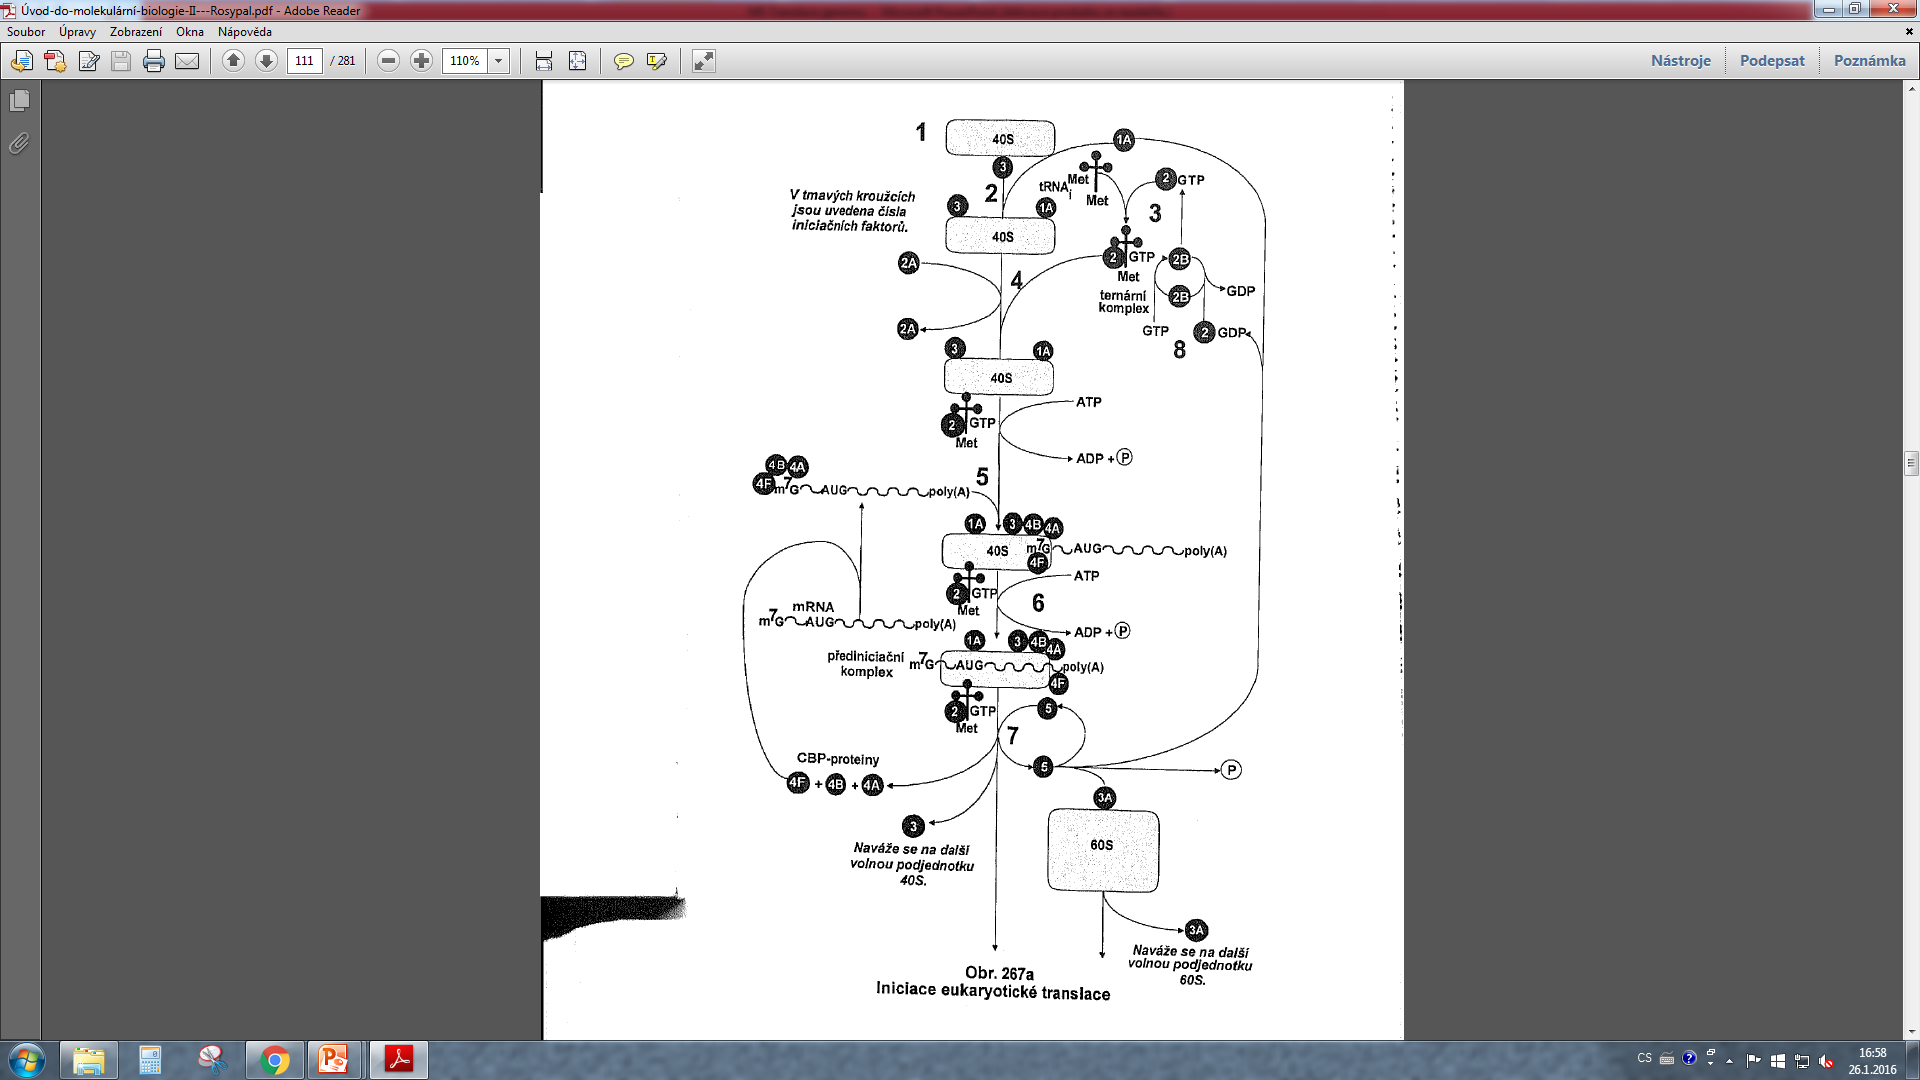 Úvod-do-molekulární-biologie-II---Rosypal.pdf - Adobe Reader
Soubor Úpravy Zobrazení Okna Nápověda
111 / 281 110% Nástroje Podepsat Poznámka
1 40S 1A
3
2 tRNAi Met Met 2 GTP
V tmavých kroužcích
jsou uvedena čísla
iniciačních faktorů.
3 1A 3
40S
2A 4 2 GTP 2B
Met
ternární
komplex
2B GDP
2A GTP 2 GDP
8
3 1A
40S
ATP
2 GTP
Met
ADP + P
4B 4A
4F m7G AUG poly(A) 5
1A 3 4B 4A
40S m7G AUG poly(A)
4F
ATP
2 GTP 6
Met
mRNA
m7G AUG poly(A)
ADP + P
1A 3 4B 4A
přediniciační
komplex
m7G AUG poly(A)
4F
2 GTP 5
Met
7
CBP-proteiny
4F + 4B + 4A
5 P
3A
3
Naváže se na další
volnou podjednotku
40S.
60S
3A
Naváže se na další
volnou podjednotku
60S.
Obr. 267a
Iniciace eukaryotické translace
CS 16:58
26.1.2016